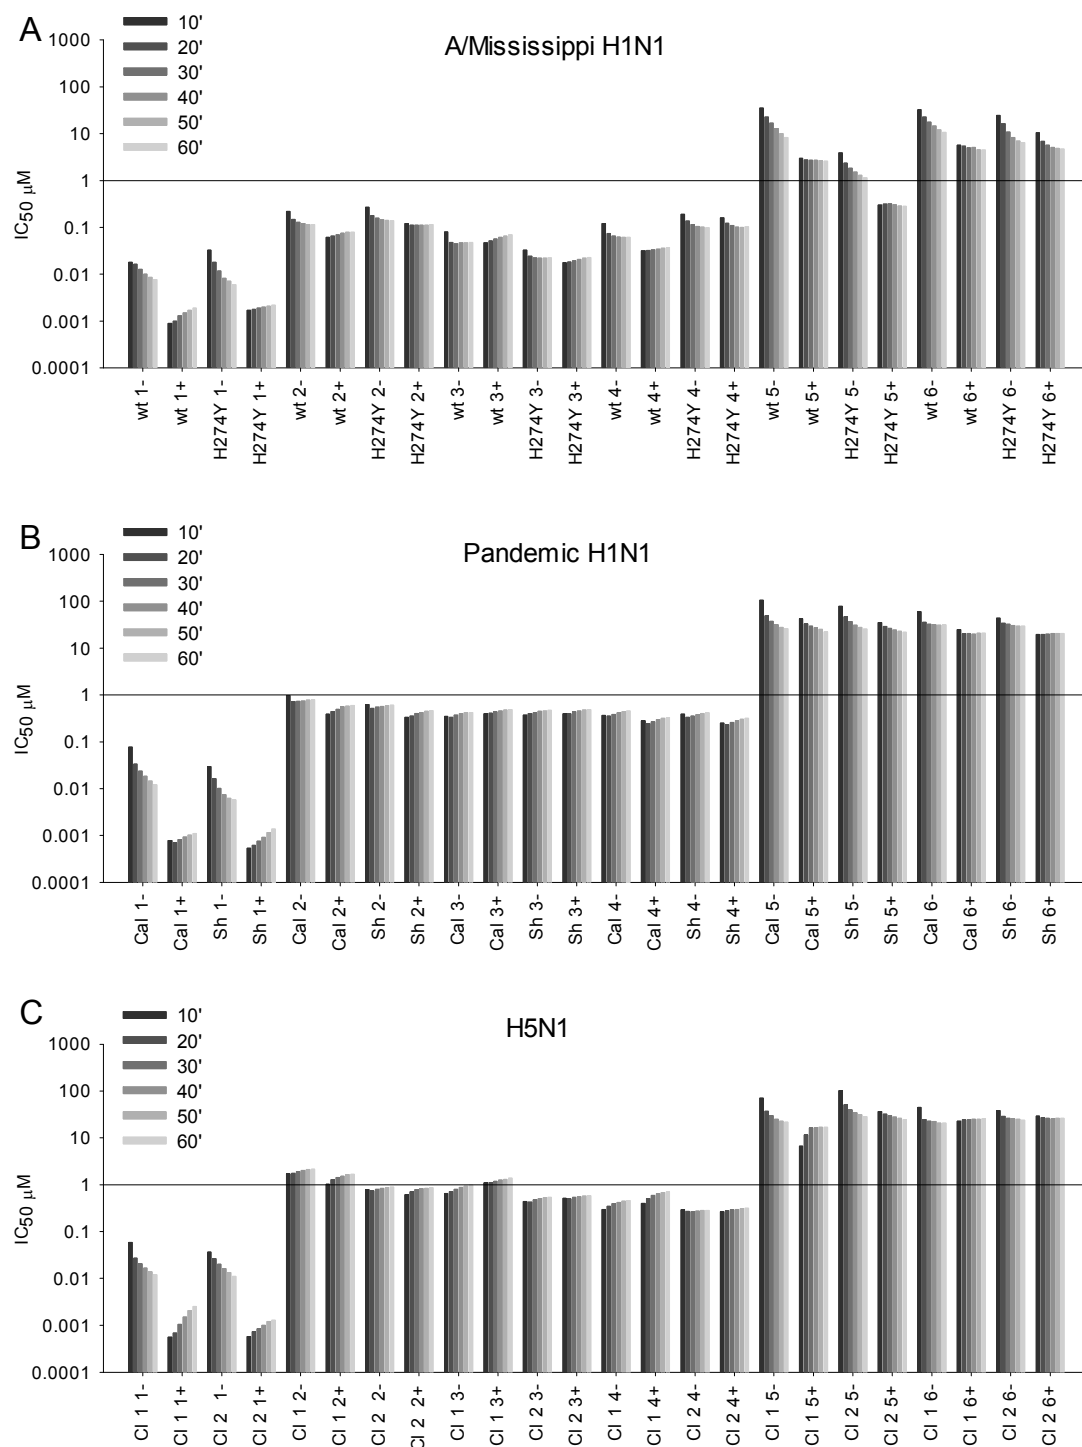 A
A/Mississippi H1N1
10'
20'
30'
40'
50'
60'
IC50 µM
1000
100
10
1
0.1
0.01
0.001
0.0001
wt 1-
wt 1+
H274Y 1-
H274Y 1+
wt 2-
wt 2+
H274Y 2-
H274Y 2+
wt 3-
wt 3+
H274Y 3-
H274Y 3+
wt 4-
wt 4+
H274Y 4-
H274Y 4+
wt 5-
wt 5+
H274Y 5-
H274Y 5+
wt 6-
wt 6+
H274Y 6-
H274Y 6+
B
Pandemic H1N1
10'
20'
30'
40'
50'
60'
IC50 µM
1000
100
10
1
0.1
0.01
0.001
0.0001
Cal 1-
Cal 1+
Sh 1-
Sh 1+
Cal 2-
Cal 2+
Sh 2-
Sh 2+
Cal 3-
Cal 3+
Sh 3-
Sh 3+
Cal 4-
Cal 4+
Sh 4-
Sh 4+
Cal 5-
Cal 5+
Sh 5-
Sh 5+
Cal 6-
Cal 6+
Sh 6-
Sh 6+
C
H5N1
10'
20'
30'
40'
50'
60'
IC50 µM
1000
100
10
1
0.1
0.01
0.001
0.0001
Cl 1 1-
Cl 1 1+
Cl 2 1-
Cl 2 1+
Cl 1 2-
Cl 1 2+
Cl 2 2-
Cl 2 2+
Cl 1 3-
Cl 1 3+
Cl 2 3-
Cl 2 3+
Cl 1 4-
Cl 1 4+
Cl 2 4-
Cl 2 4+
Cl 1 5-
Cl 1 5+
Cl 2 5-
Cl 2 5+
Cl 1 6-
Cl 1 6+
Cl 2 6-
Cl 2 6+